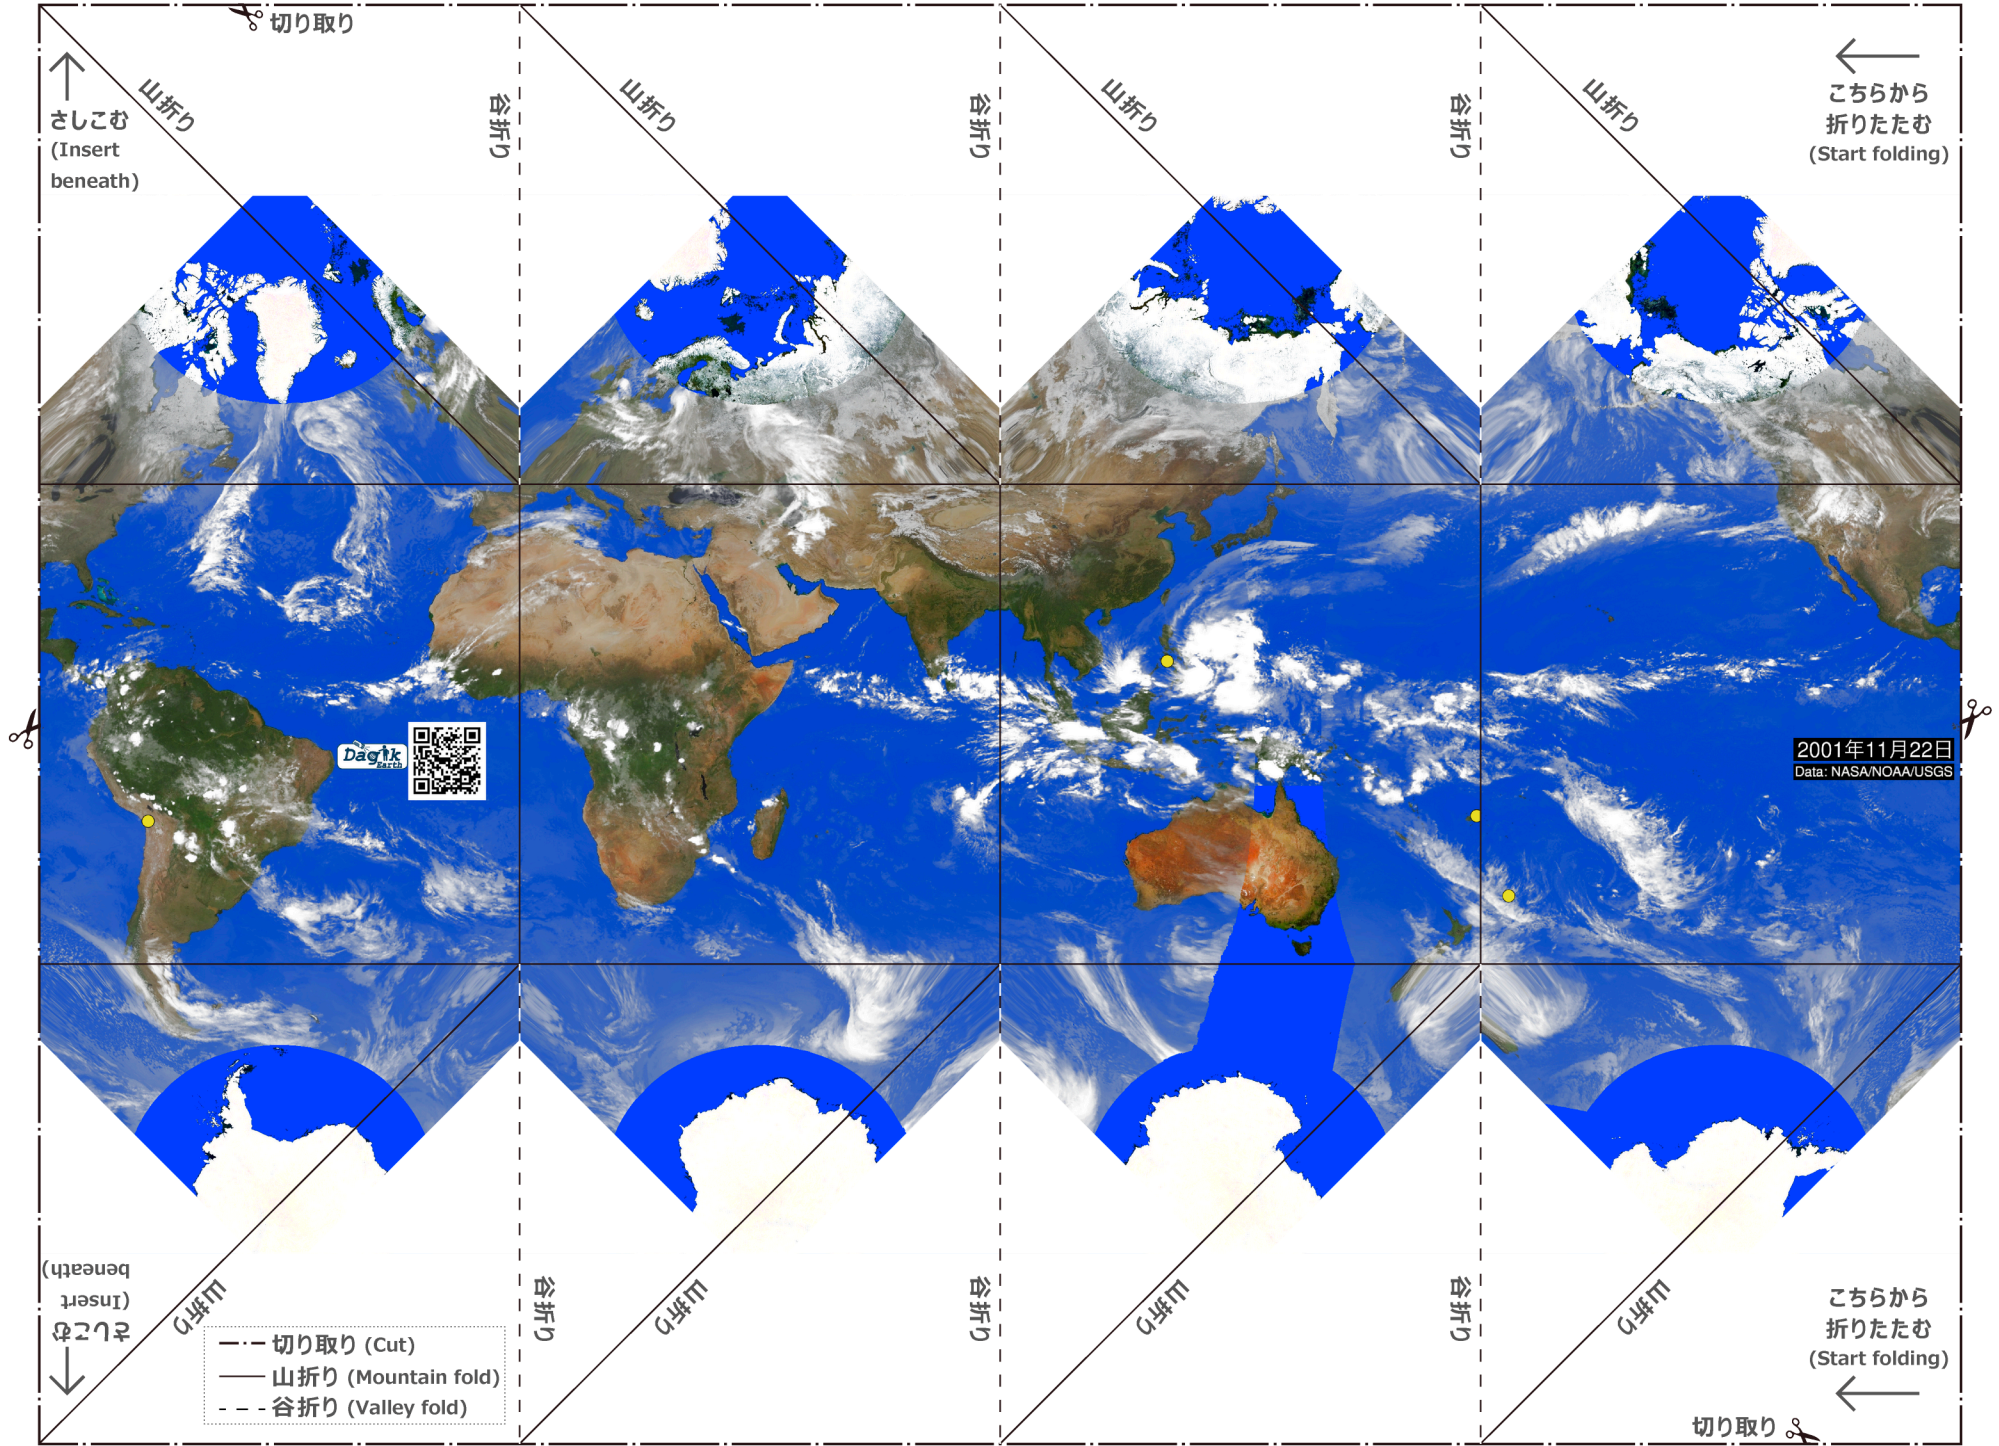 切り取り
さしこむ
(Insert
beneath)
山折り
谷折り
山折り
谷折り
山折り
谷折り
山折り
こちらから
折りたたむ
(Start folding)
Dagik
Earth
2001年11月22日
Data: NASA/NOAA/USGS
さしこむ
(Insert
beneath)
山折り
谷折り
山折り
谷折り
山折り
谷折り
山折り
こちらから
折りたたむ
(Start folding)
切り取り (Cut)
山折り (Mountain fold)
谷折り (Valley fold)
切り取り